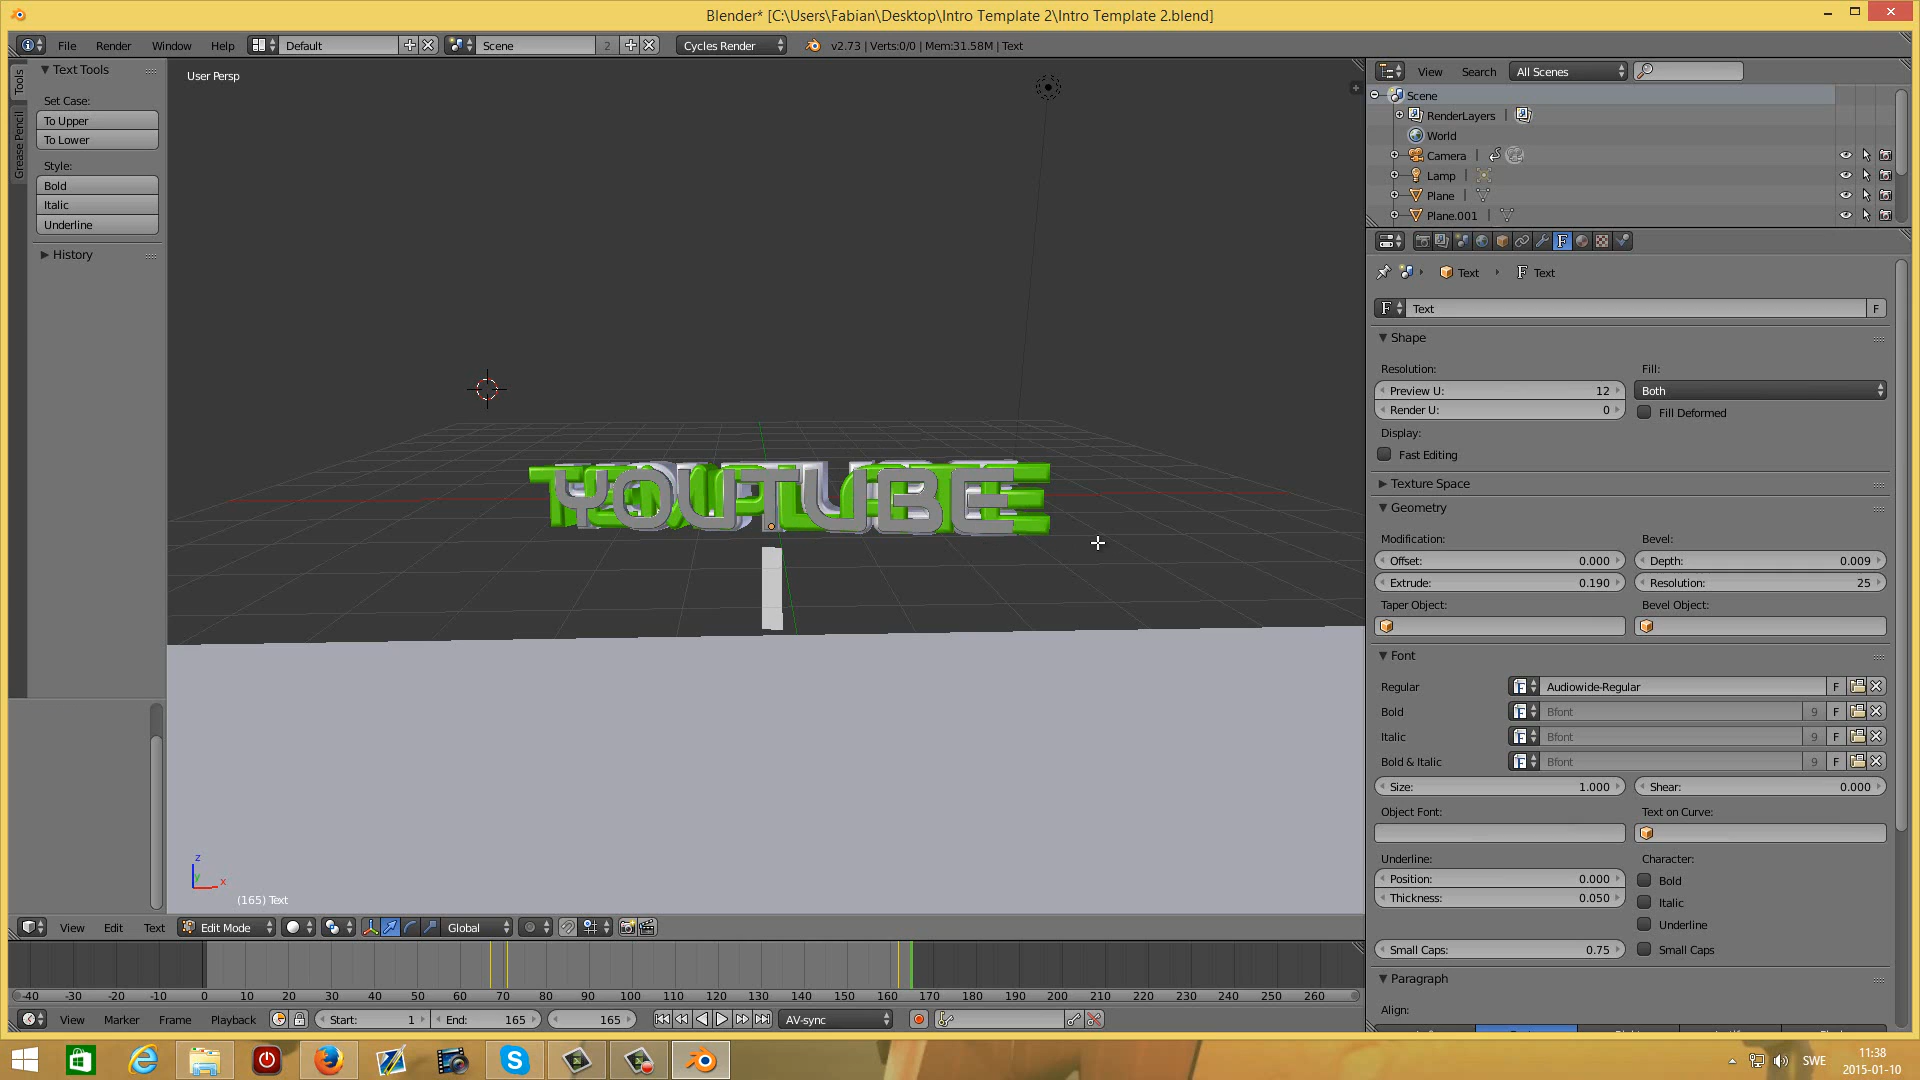 Blender* [C:\Users\Fabian\Desktop\Intro Template 2\Intro Template 2.blend]
File Render Window Help Default Scene 2 Cycles Render v2.73 | Verts:0/0 | Mem:31.58M | Text
Tools
Grease Pencil
Text Tools
Set Case:
To Upper
To Lower
Style:
Bold
Italic
Underline
History
User Persp
YOUTUBE
z
y
x
(165) Text
View Search All Scenes
Scene
RenderLayers |
World
Camera |
Lamp |
Plane |
Plane.001 |
Text Text
Text F
Shape
Resolution: Fill:
Preview U: 12 Both
Render U: 0 Fill Deformed
Display:
Fast Editing
Texture Space
Geometry
Modification: Bevel:
Offset: 0.000 Depth: 0.009
Extrude: 0.190 Resolution: 25
Taper Object: Bevel Object:
Font
Regular Audiowide-Regular F
Bold Bfont 9 F
Italic Bfont 9 F
Bold & Italic Bfont 9 F
Size: 1.000 Shear: 0.000
Object Font: Text on Curve:
Underline: Character:
Position: 0.000 Bold
Thickness: 0.050 Italic
Underline
Small Caps: 0.75 Small Caps
Paragraph
Align:
View Edit Text Edit Mode Global
-40 -30 -20 -10 0 10 20 30 40 50 60 70 80 90 100 110 120 130 140 150 160 170 180 190 200 210 220 230 240 250 260
View Marker Frame Playback Start: 1 End: 165 165 AV-sync
SWE
11:38
2015-01-10